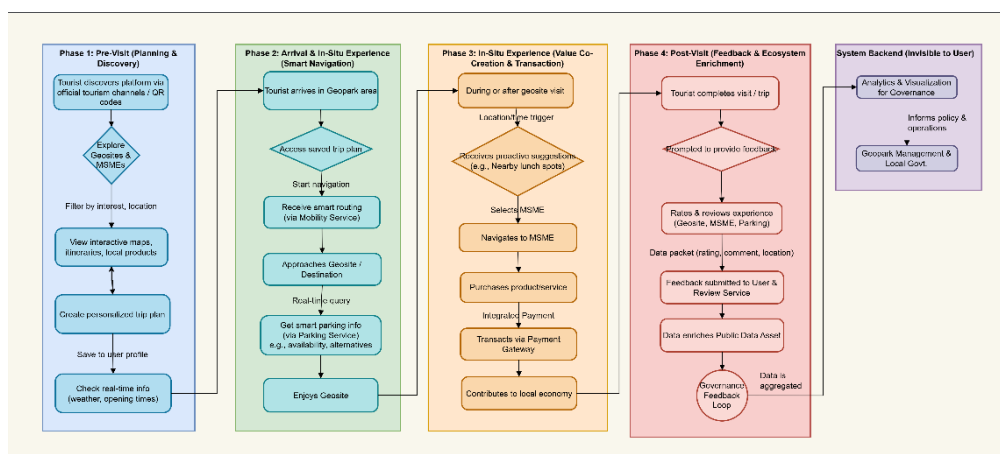 Phase 1: Pre-Visit (Planning &
Discovery)
Tourist discovers platform via
official tourism channels / QR
codes
Explore
Geosites &
MSMEs
Filter by interest, location
View interactive maps,
itineraries, local products
Create personalized trip plan
Save to user profile
Check real-time info
(weather, opening times)
Phase 2: Arrival & In-Situ Experience
(Smart Navigation)
Tourist arrives in Geopark area
Access saved trip plan
Start navigation
Receive smart routing
(via Mobility Service)
Approaches Geosite /
Destination
Real-time query
Get smart parking info
(via Parking Service)
e.g., availability, alternatives
Enjoys Geosite
Phase 3: In-Situ Experience (Value Co-
Creation & Transaction)
During or after geosite visit
Location/time trigger
Receives proactive suggestions
(e.g., Nearby lunch spots)
Selects MSME
Navigates to MSME
Purchases product/service
Integrated Payment
Transacts via Payment
Gateway
Contributes to local economy
Phase 4: Post-Visit (Feedback & Ecosystem
Enrichment)
Tourist completes visit / trip
Prompted to provide feedback
Rates & reviews experience
(Geosite, MSME, Parking)
Data packet (rating, comment, location)
Feedback submitted to User &
Review Service
Data enriches Public Data Asset
Governance
Feedback
Loop
Data is
aggregated
System Backend (Invisible to User)
Analytics & Visualization
for Governance
Informs policy &
operations
Geopark Management &
Local Govt.